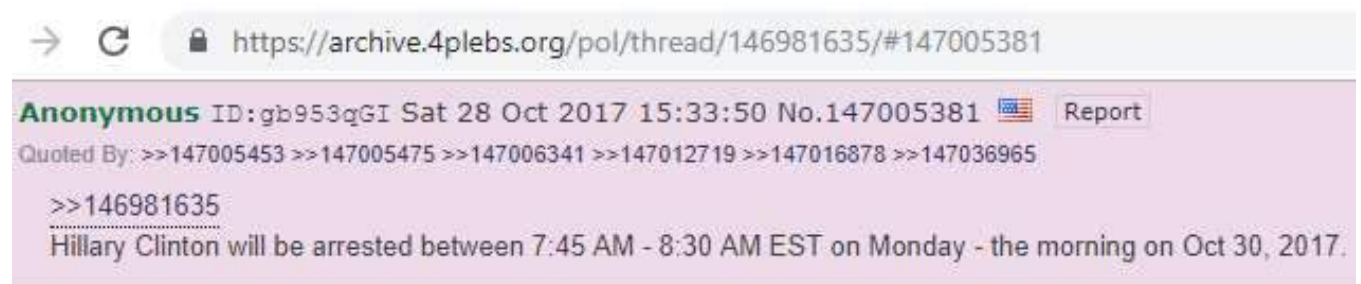 https://archive.4plebs.org/pol/thread/146981635/#147005381
Anonymous ID:gb953qGI Sat 28 Oct 2017 15:33:50 No.147005381 Report
Quoted By: >>147005453 >>147005475 >>147006341 >>147012719 >>147016878 >>147036965
>>146981635
Hillary Clinton will be arrested between 7:45 AM - 8:30 AM EST on Monday - the morning on Oct 30, 2017.